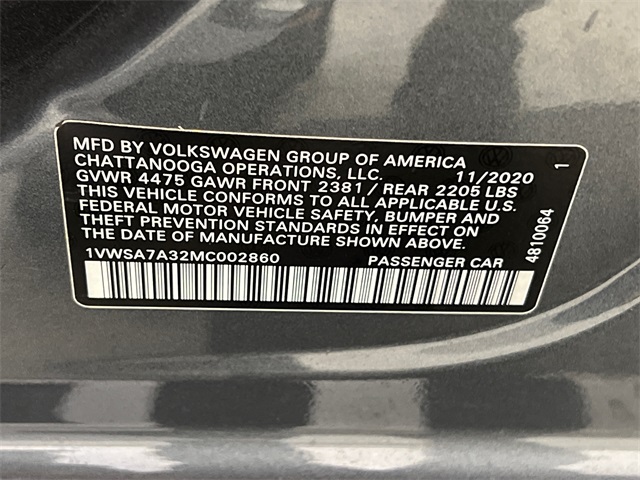 MFD BY VOLKSWAGEN GROUP OF AMERICA
CHATTANOOGA OPERATIONS, LLC. 11/2020
GVWR 4475 GAWR FRONT 2381 / REAR 2205 LBS
THIS VEHICLE CONFORMS TO ALL APPLICABLE U.S.
FEDERAL MOTOR VEHICLE SAFETY, BUMPER AND
THEFT PREVENTION STANDARDS IN EFFECT ON
THE DATE OF MANUFACTURE SHOWN ABOVE.
1VWSA7A32MC002860 PASSENGER CAR
4810064 1